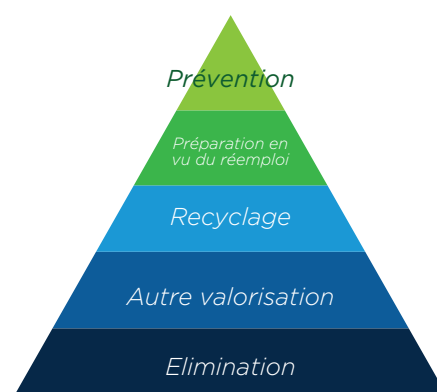 Prévention
Préparation en
vu du réemploi
Recyclage
Autre valorisation
Elimination